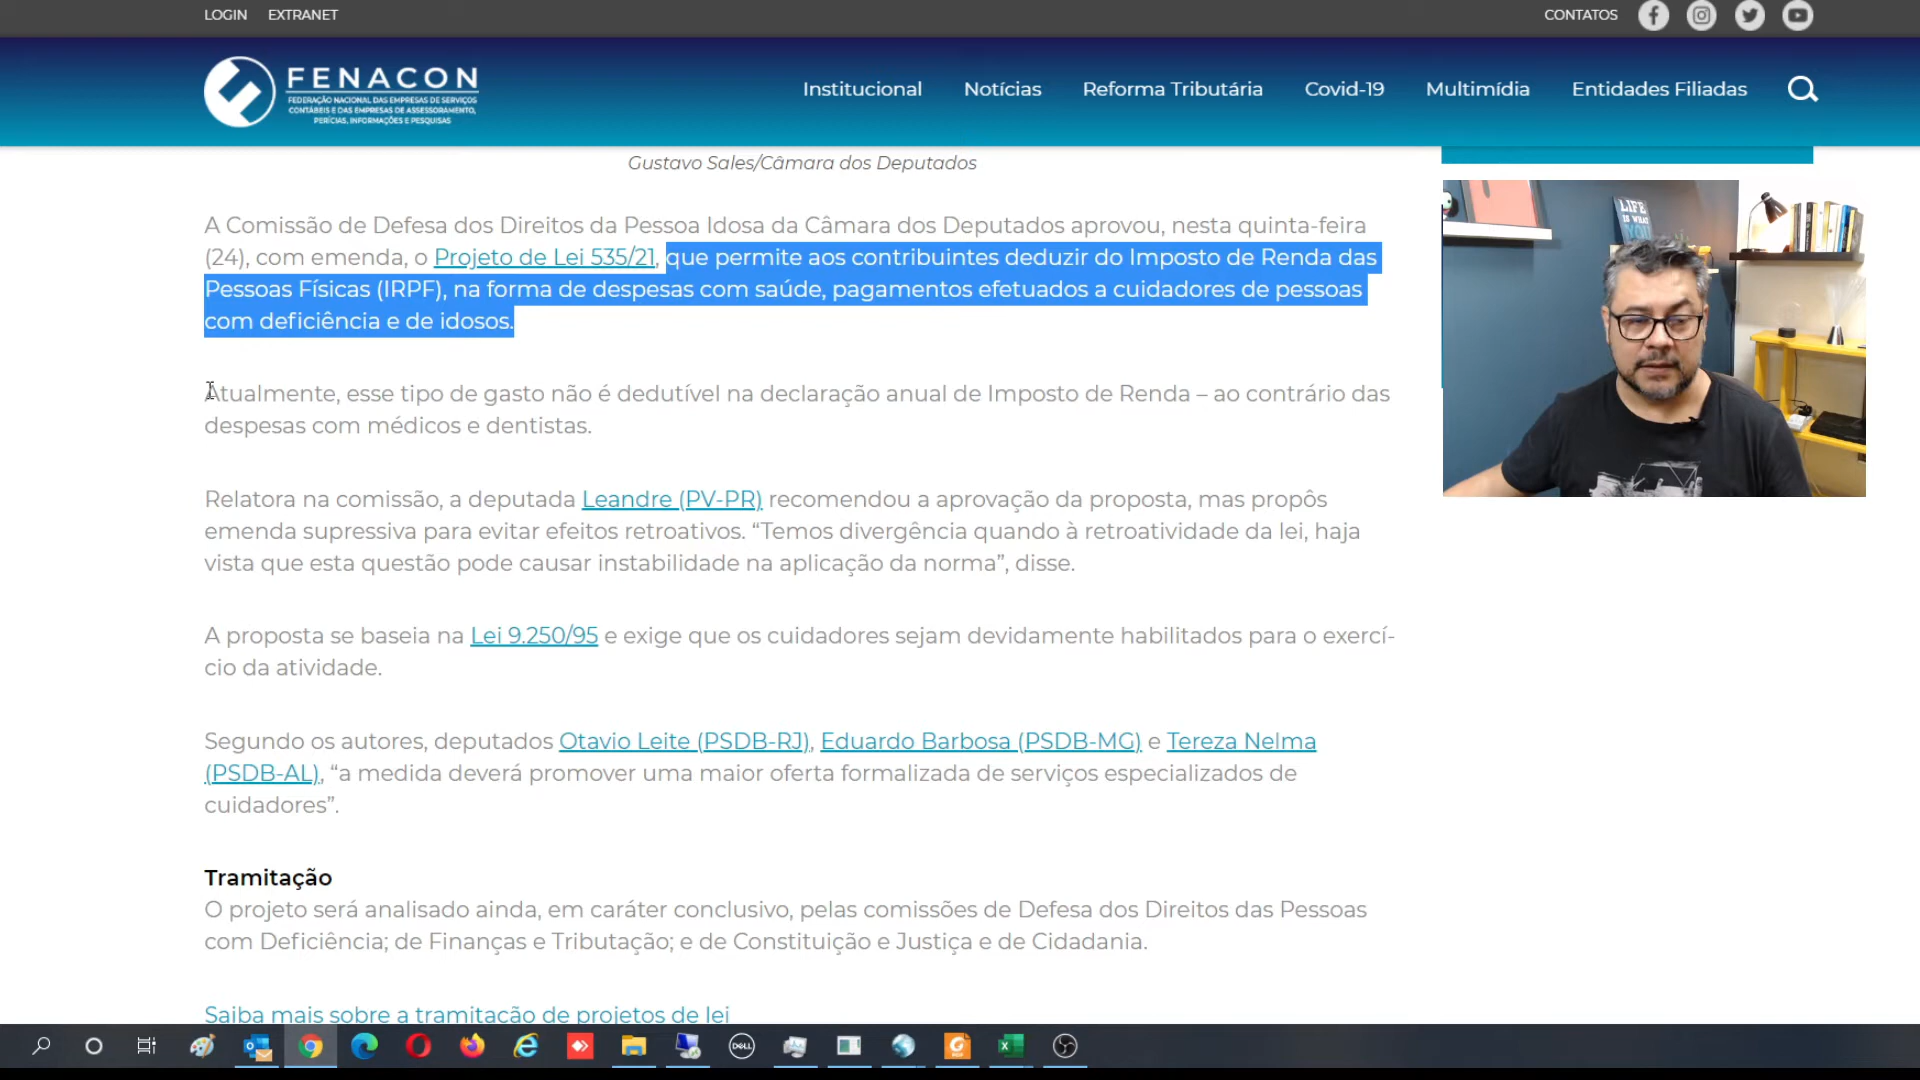 LOGIN EXTRANET CONTATOS
FENACON
FEDERAÇÃO NACIONAL DAS EMPRESAS DE SERVIÇOS
CONTÁBEIS E DAS EMPRESAS DE ASSESSORAMENTO,
PERÍCIAS, INFORMAÇÕES E PESQUISAS
Institucional Notícias Reforma Tributária Covid-19 Multimídia Entidades Filiadas
Gustavo Sales/Câmara dos Deputados
A Comissão de Defesa dos Direitos da Pessoa Idosa da Câmara dos Deputados aprovou, nesta quinta-feira
(24), com emenda, o Projeto de Lei 535/21, que permite aos contribuintes deduzir do Imposto de Renda das
Pessoas Físicas (IRPF), na forma de despesas com saúde, pagamentos efetuados a cuidadores de pessoas
com deficiência e de idosos.
Atualmente, esse tipo de gasto não é dedutível na declaração anual de Imposto de Renda – ao contrário das
despesas com médicos e dentistas.
Relatora na comissão, a deputada Leandre (PV-PR) recomendou a aprovação da proposta, mas propôs
emenda supressiva para evitar efeitos retroativos. “Temos divergência quando à retroatividade da lei, haja
vista que esta questão pode causar instabilidade na aplicação da norma”, disse.
A proposta se baseia na Lei 9.250/95 e exige que os cuidadores sejam devidamente habilitados para o exercí-
cio da atividade.
Segundo os autores, deputados Otavio Leite (PSDB-RJ), Eduardo Barbosa (PSDB-MG) e Tereza Nelma
(PSDB-AL), “a medida deverá promover uma maior oferta formalizada de serviços especializados de
cuidadores”.
Tramitação
O projeto será analisado ainda, em caráter conclusivo, pelas comissões de Defesa dos Direitos das Pessoas
com Deficiência; de Finanças e Tributação; e de Constituição e Justiça e de Cidadania.
Saiba mais sobre a tramitação de projetos de lei
LIFE
IS WHAT
YOU
DELL